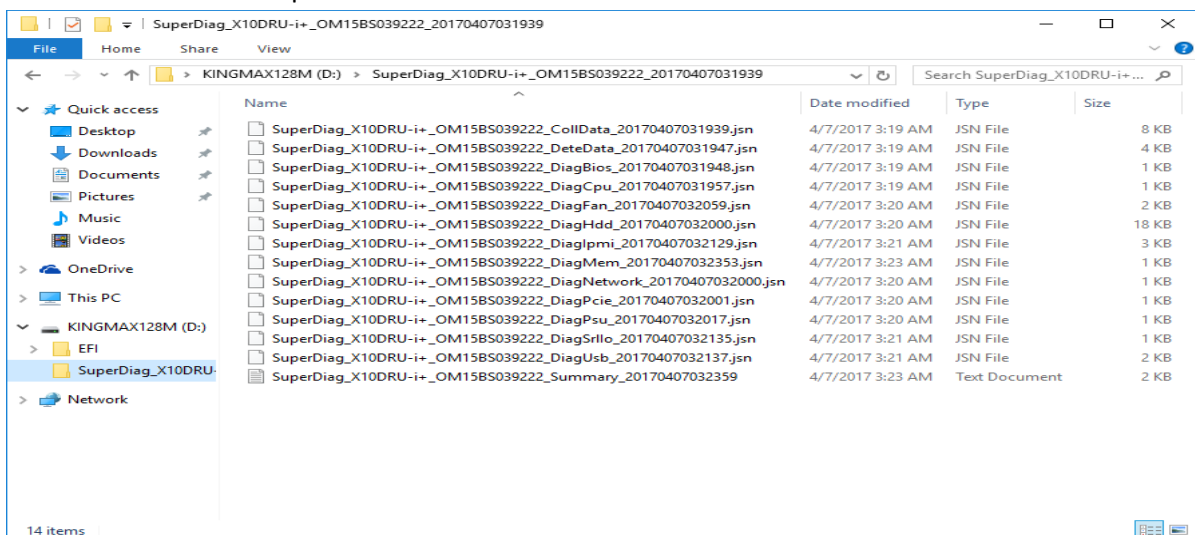 SuperDiag_X10DRU-i+_OM15BS039222_20170407031939
File Home Share View
KINGMAX128M (D:) > SuperDiag_X10DRU-i+_OM15BS039222_20170407031939 Search SuperDiag_X10DRU-i+...
Quick access
Desktop
Downloads
Documents
Pictures
Music
Videos
OneDrive
This PC
KINGMAX128M (D:)
EFI
SuperDiag_X10DRU-
Network
Name Date modified Type Size
SuperDiag_X10DRU-i+_OM15BS039222_CollData_20170407031939.jsn 4/7/2017 3:19 AM JSN File 8 KB
SuperDiag_X10DRU-i+_OM15BS039222_DeteData_20170407031947.jsn 4/7/2017 3:19 AM JSN File 4 KB
SuperDiag_X10DRU-i+_OM15BS039222_DiagBios_20170407031948.jsn 4/7/2017 3:19 AM JSN File 1 KB
SuperDiag_X10DRU-i+_OM15BS039222_DiagCpu_20170407031957.jsn 4/7/2017 3:19 AM JSN File 1 KB
SuperDiag_X10DRU-i+_OM15BS039222_DiagFan_20170407032059.jsn 4/7/2017 3:20 AM JSN File 2 KB
SuperDiag_X10DRU-i+_OM15BS039222_DiagHdd_20170407032000.jsn 4/7/2017 3:20 AM JSN File 18 KB
SuperDiag_X10DRU-i+_OM15BS039222_DiagIpmi_20170407032129.jsn 4/7/2017 3:21 AM JSN File 3 KB
SuperDiag_X10DRU-i+_OM15BS039222_DiagMem_20170407032353.jsn 4/7/2017 3:23 AM JSN File 1 KB
SuperDiag_X10DRU-i+_OM15BS039222_DiagNetwork_20170407032000.jsn 4/7/2017 3:20 AM JSN File 1 KB
SuperDiag_X10DRU-i+_OM15BS039222_DiagPcie_20170407032001.jsn 4/7/2017 3:20 AM JSN File 1 KB
SuperDiag_X10DRU-i+_OM15BS039222_DiagPsu_20170407032017.jsn 4/7/2017 3:20 AM JSN File 1 KB
SuperDiag_X10DRU-i+_OM15BS039222_DiagSrlIo_20170407032135.jsn 4/7/2017 3:21 AM JSN File 1 KB
SuperDiag_X10DRU-i+_OM15BS039222_DiagUsb_20170407032137.jsn 4/7/2017 3:21 AM JSN File 2 KB
SuperDiag_X10DRU-i+_OM15BS039222_Summary_20170407032359 4/7/2017 3:23 AM Text Document 2 KB
14 items